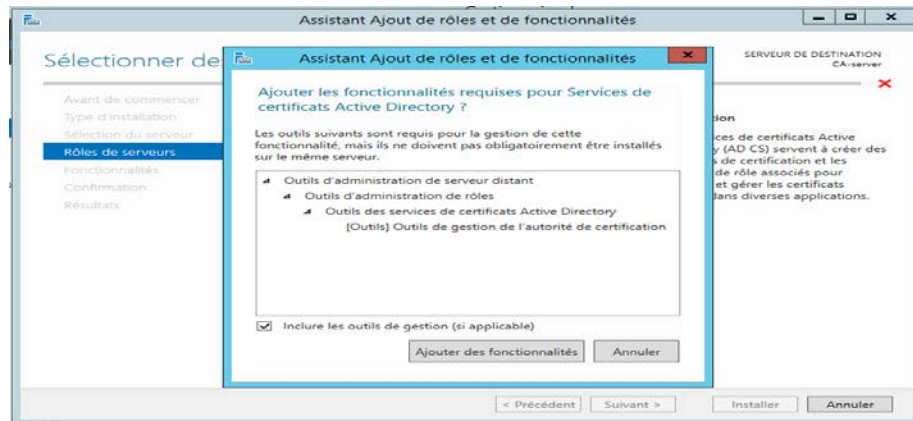 Assistant Ajout de rôles et de fonctionnalités
Sélectionner de
SERVEUR DE DESTINATION
CA-server
Avant de commencer
Type d'installation
Sélection du serveur
Rôles de serveurs
Fonctionnalités
Confirmation
Résultats
Assistant Ajout de rôles et de fonctionnalités
Ajouter les fonctionnalités requises pour Services de
certificats Active Directory ?
Les outils suivants sont requis pour la gestion de cette
fonctionnalité, mais ils ne doivent pas obligatoirement être installés
sur le même serveur.
Outils d'administration de serveur distant
Outils d'administration de rôles
Outils des services de certificats Active Directory
[Outils] Outils de gestion de l'autorité de certification
Inclure les outils de gestion (si applicable)
Ajouter des fonctionnalités
Annuler
ion
ces de certificats Active
y (AD CS) servent à créer des
s de certification et les
de rôle associés pour
et gérer les certificats
dans diverses applications.
< Précédent
Suivant >
Installer
Annuler